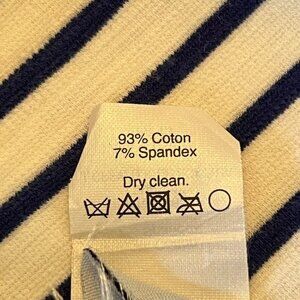 93% Coton
7% Spandex
Dry clean.